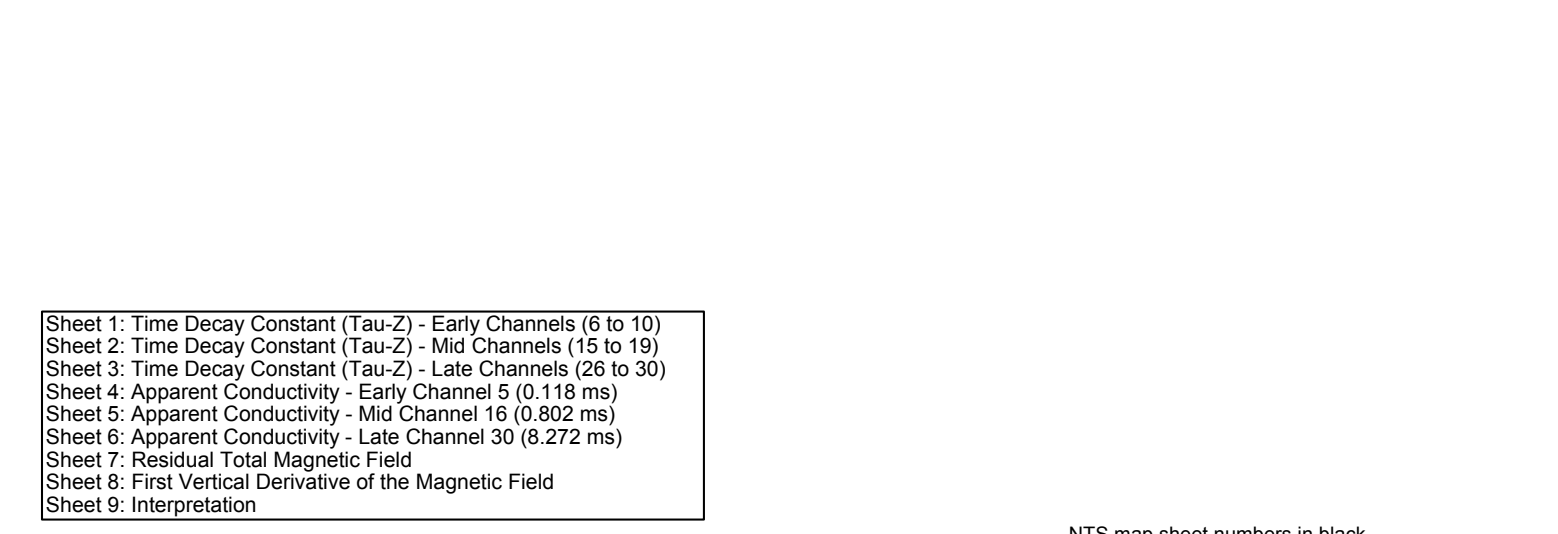 Sheet 1: Time Decay Constant (Tau-Z) - Early Channels (6 to 10)
Sheet 2: Time Decay Constant (Tau-Z) - Mid Channels (15 to 19)
Sheet 3: Time Decay Constant (Tau-Z) - Late Channels (26 to 30)
Sheet 4: Apparent Conductivity - Early Channel 5 (0.118 ms)
Sheet 5: Apparent Conductivity - Mid Channel 16 (0.802 ms)
Sheet 6: Apparent Conductivity - Late Channel 30 (8.272 ms)
Sheet 7: Residual Total Magnetic Field
Sheet 8: First Vertical Derivative of the Magnetic Field
Sheet 9: Interpretation
NTS map sheet numbers in black